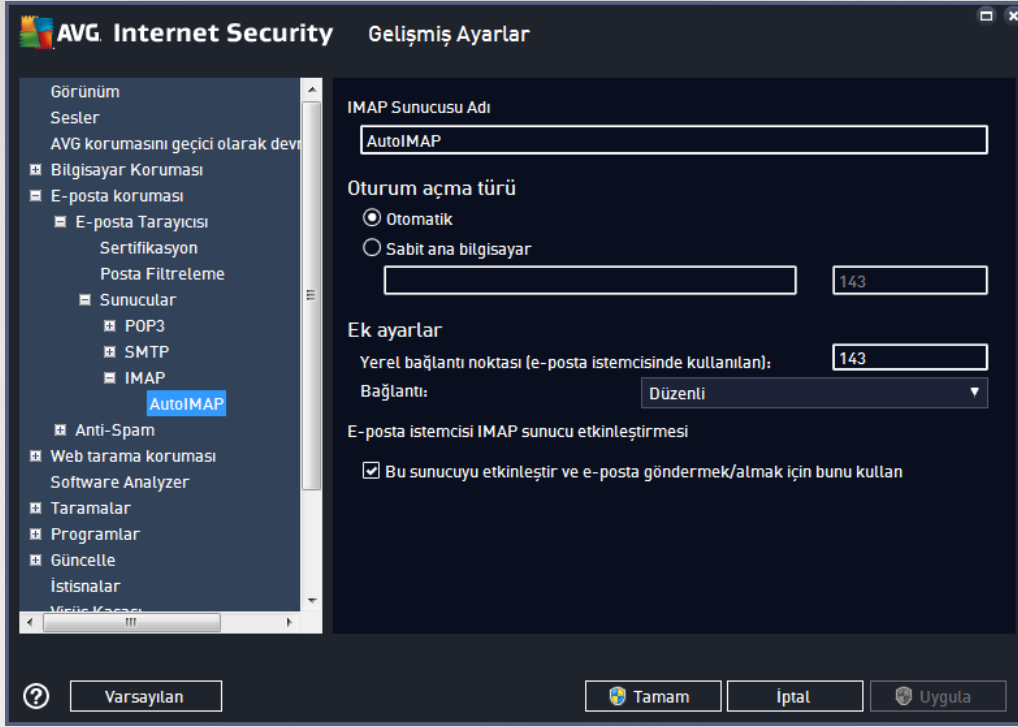 AVG Internet Security Gelişmiş Ayarlar
Görünüm
Sesler
AVG korumasını geçici olarak devr
Bilgisayar Koruması
E-posta koruması
E-posta Tarayıcısı
Sertifikasyon
Posta Filtreleme
Sunucular
POP3
SMTP
IMAP
AutoIMAP
Anti-Spam
Web tarama koruması
Software Analyzer
Taramalar
Programlar
Güncelle
İstisnalar
Virüs Kasası
IMAP Sunucusu Adı
AutoIMAP
Oturum açma türü
Otomatik
Sabit ana bilgisayar
143
Ek ayarlar
Yerel bağlantı noktası (e-posta istemcisinde kullanılan): 143
Bağlantı: Düzenli
E-posta istemcisi IMAP sunucu etkinleştirmesi
Bu sunucuyu etkinleştir ve e-posta göndermek/almak için bunu kullan
Varsayılan Tamam İptal Uygula